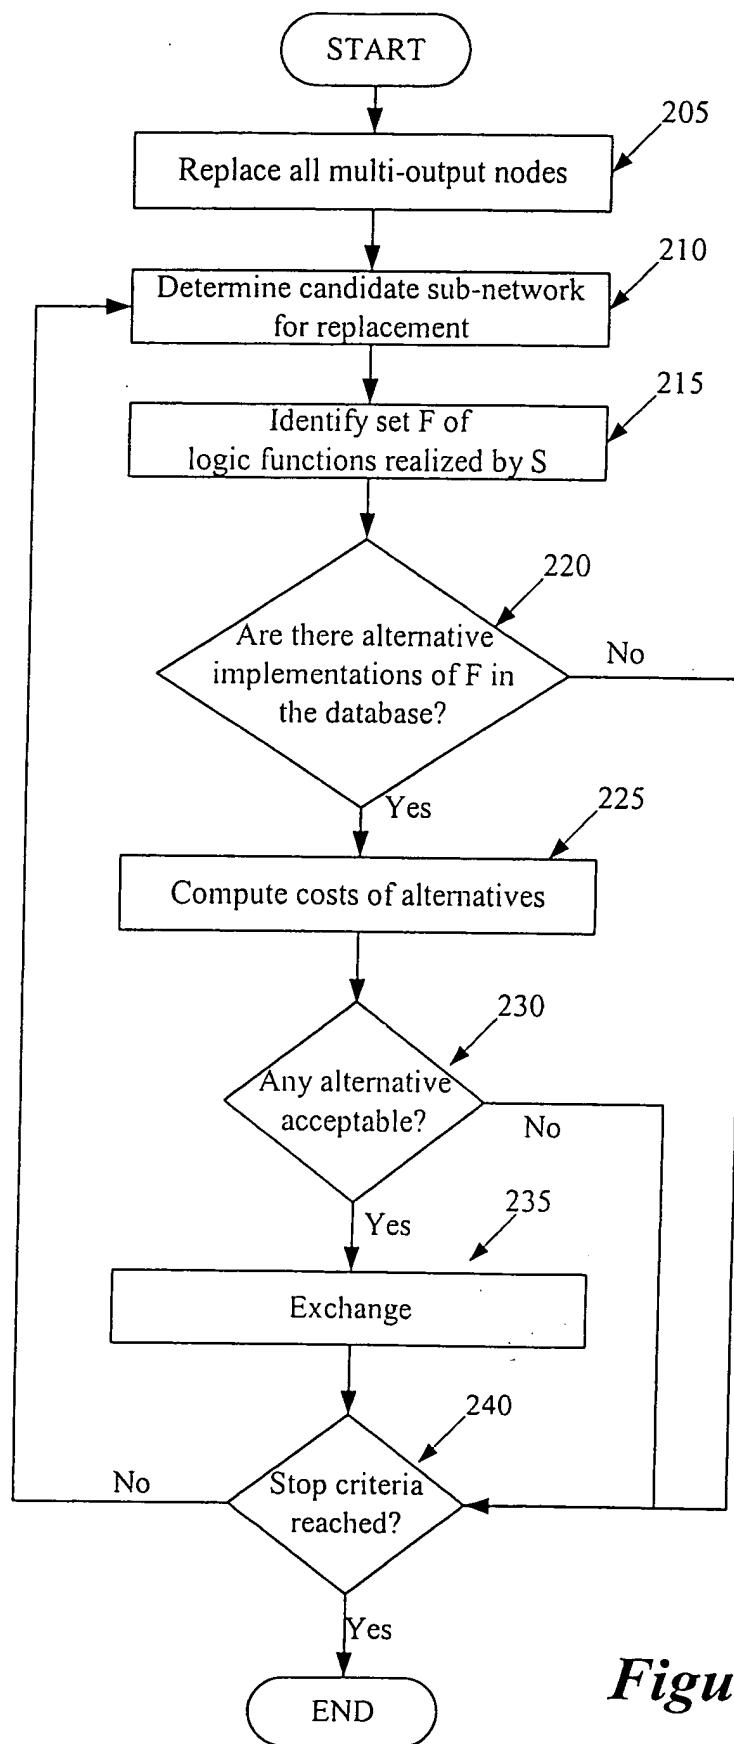 START
205
Replace all multi-output nodes
210
Determine candidate sub-network
for replacement
215
Identify set F of
logic functions realized by S
220
Are there alternative
implementations of F in
the database?
No
Yes
225
Compute costs of alternatives
230
Any alternative
acceptable?
No
Yes
235
Exchange
240
Stop criteria
reached?
No
Yes
END
Figu